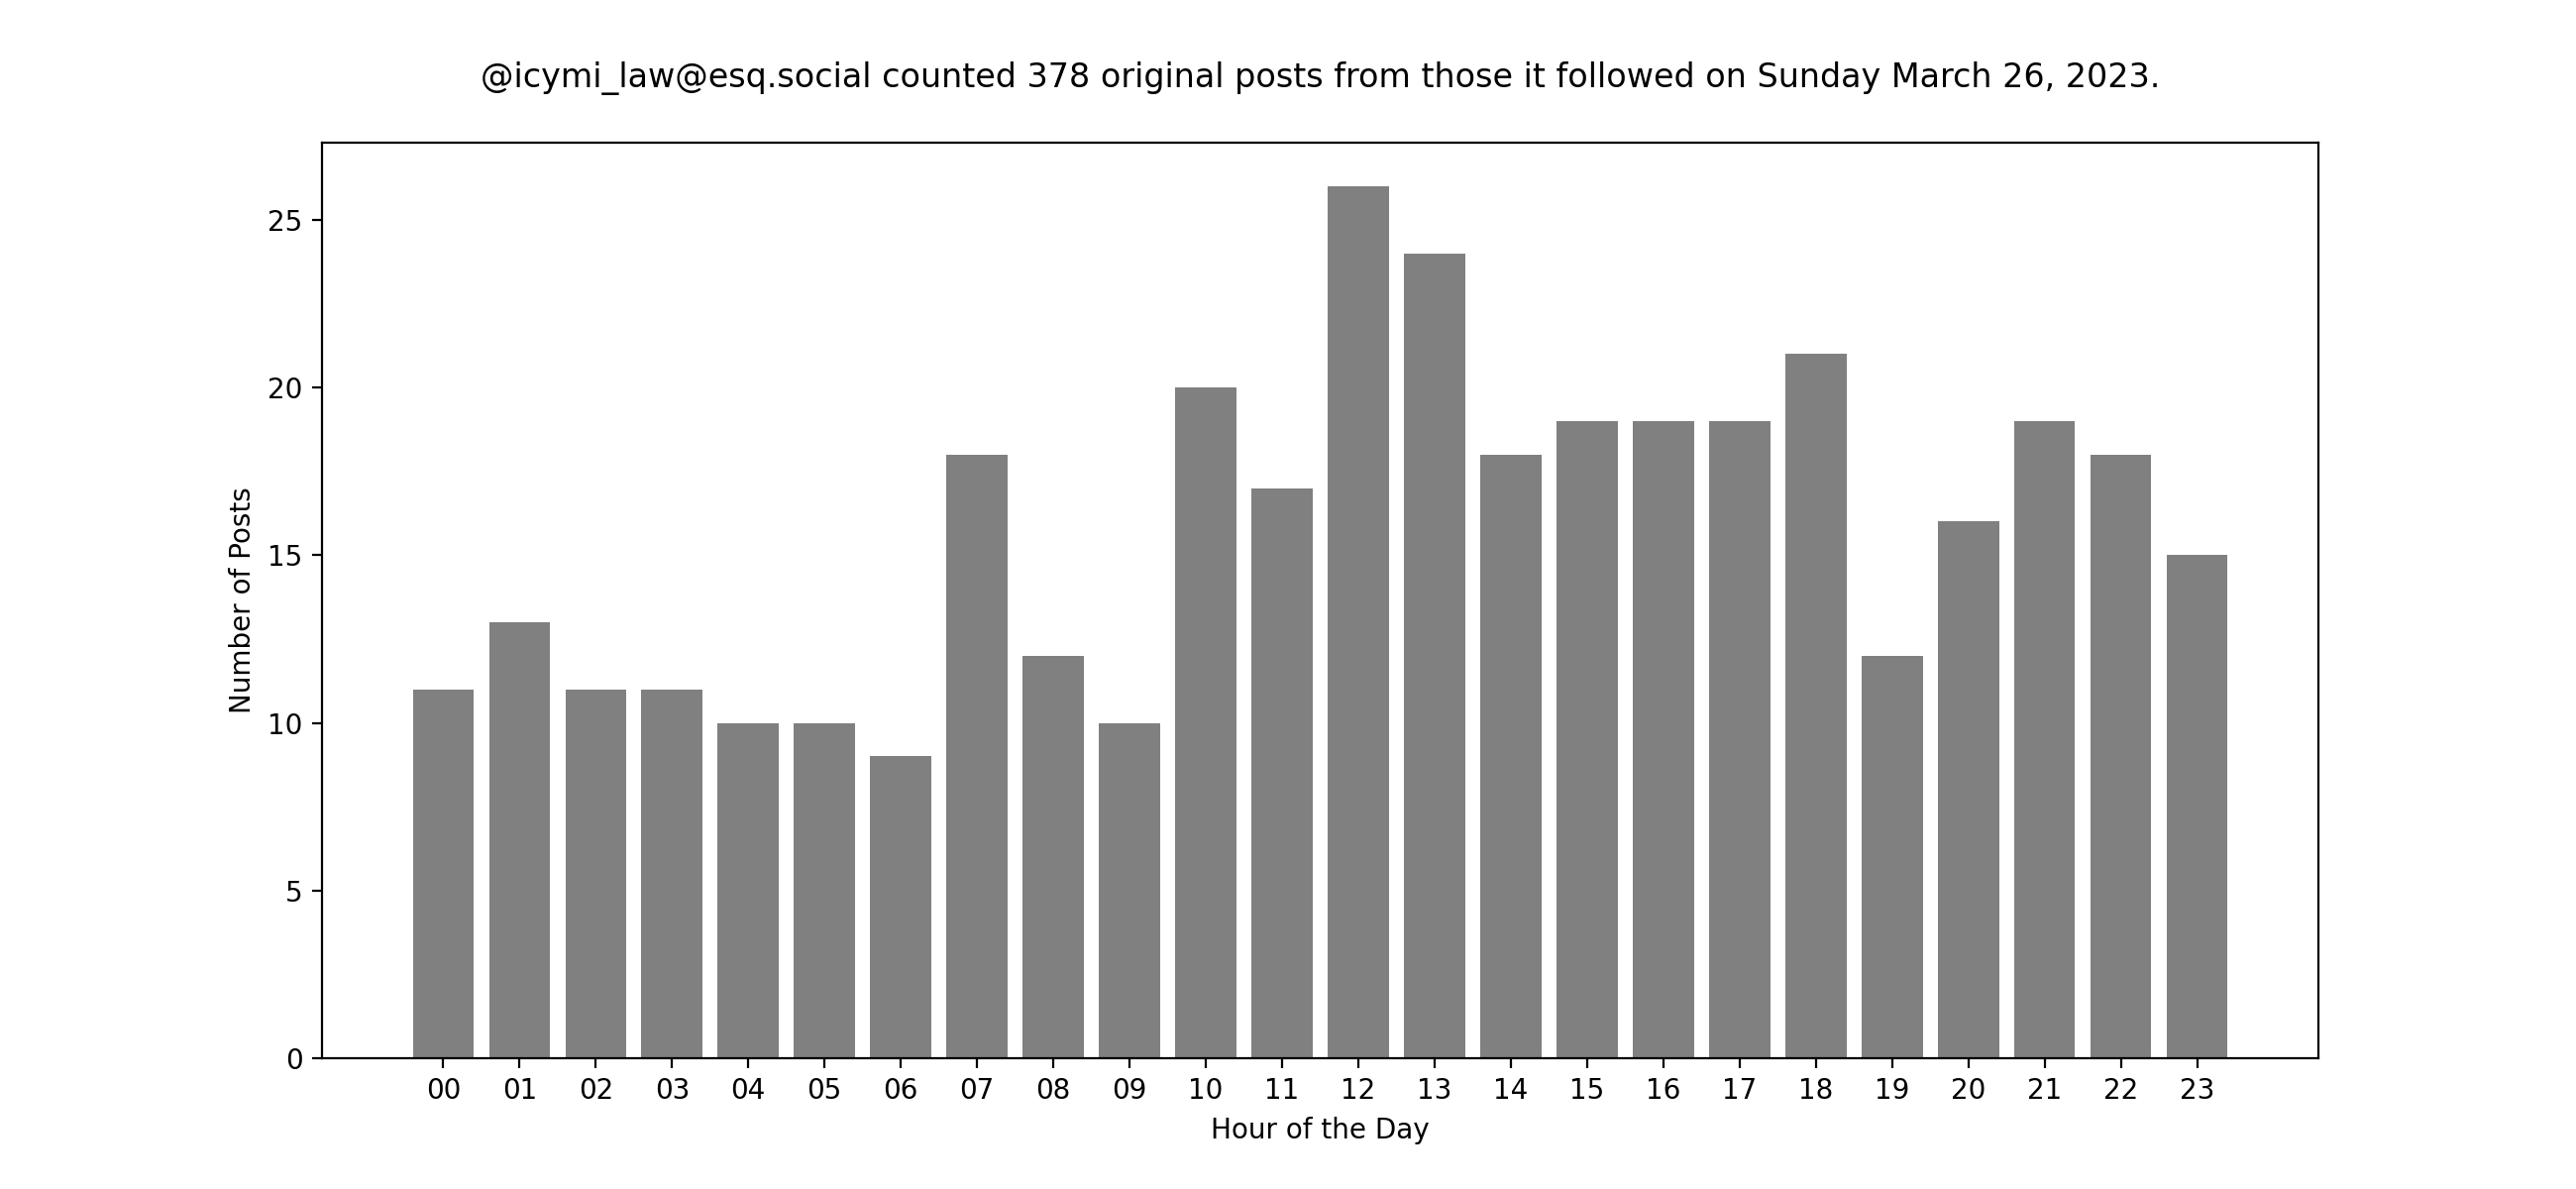 @icymi_law@esq.social counted 378 original posts from those it followed on Sunday March 26, 2023.
25
20
15
10
5
0
Number of Posts
00 01 02 03 04 05 06 07 08 09 10 11 12 13 14 15 16 17 18 19 20 21 22 23
Hour of the Day